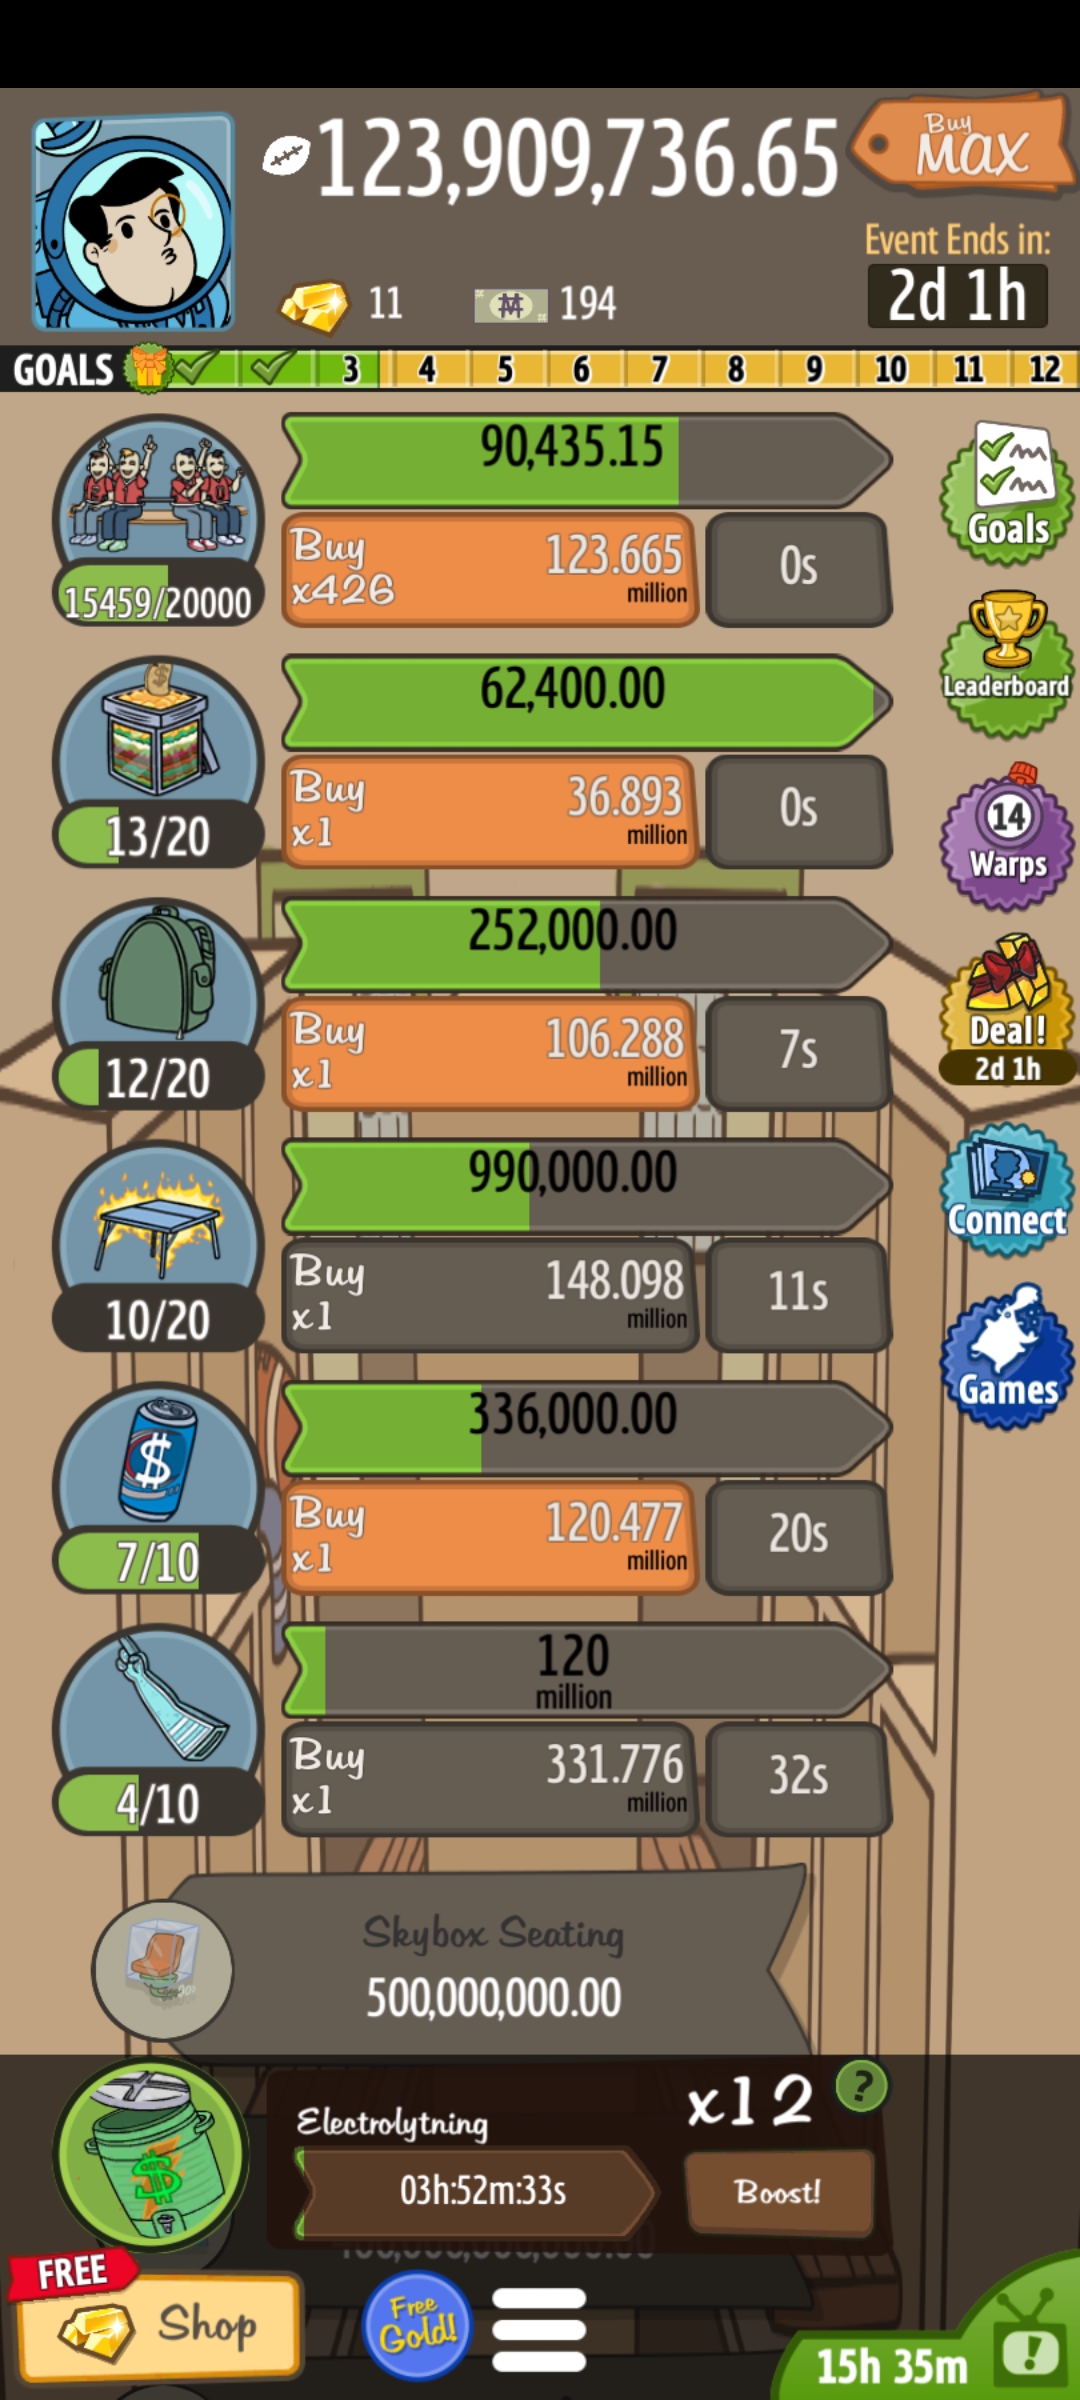 123,909,736.65
Buy
MAX
Event Ends in:
2d 1h
11
194
GOALS
3
4
5
6
7
8
9
10
11
12
90,435.15
15459/20000
Buy
x426
123.665
million
0s
Goals
62,400.00
Leaderboard
13/20
Buy
x1
36.893
million
0s
14
Warps
252,000.00
12/20
Buy
x1
106.288
million
7s
Deal!
2d 1h
990,000.00
10/20
Buy
x1
148.098
million
11s
Connect
336,000.00
7/10
Buy
x1
120.477
million
20s
Games
120
million
4/10
Buy
x1
331.776
million
32s
Skybox Seating
500,000,000.00
Electrolytning
x12
?
03h:52m:33s
Boost!
FREE
Shop
Free
Gold!
15h 35m